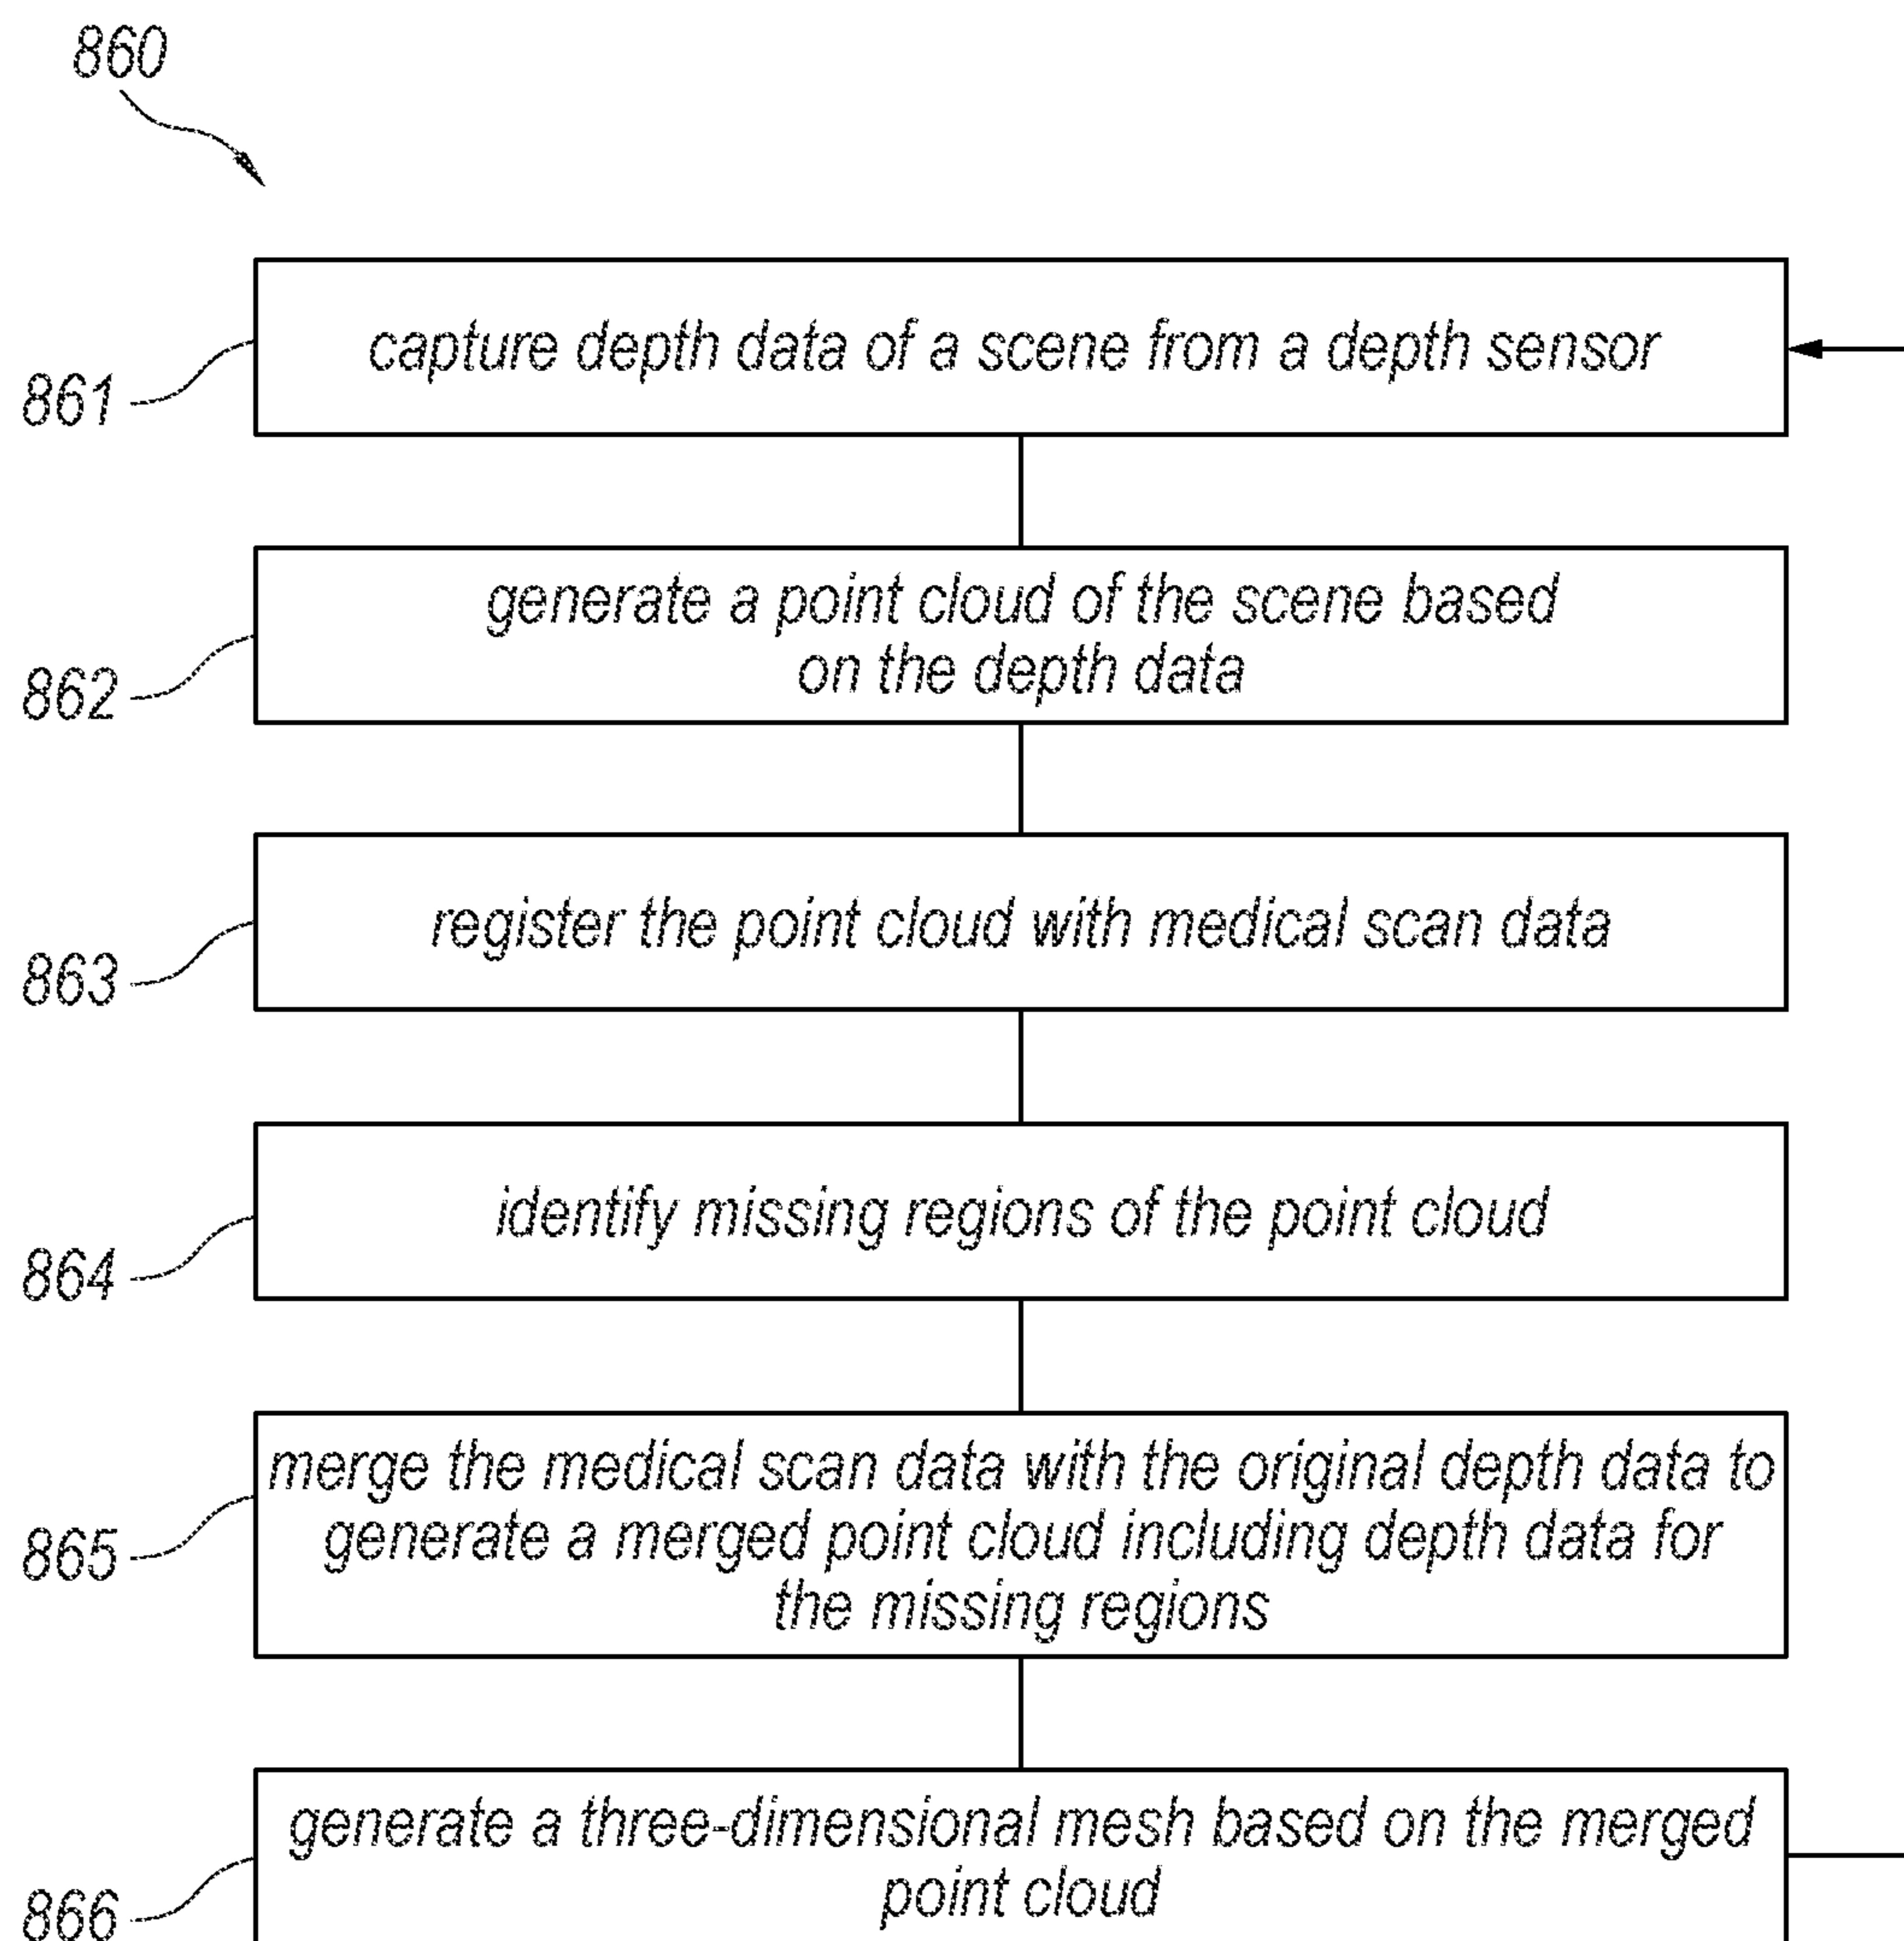 860
861
capture depth data of a scene from a depth sensor
862
generate a point cloud of the scene based
on the depth data
863
register the point cloud with medical scan data
864
identify missing regions of the point cloud
865
merge the medical scan data with the original depth data to
generate a merged point cloud including depth data for
the missing regions
866
generate a three-dimensional mesh based on the merged
point cloud